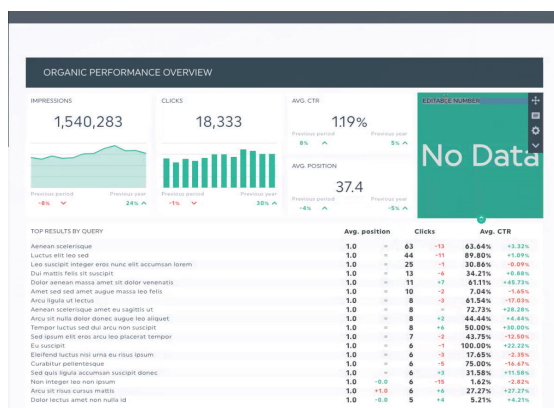 ORGANIC PERFORMANCE OVERVIEW
IMPRESSIONS
1,540,283
Previous period Previous year
-8% 24%
CLICKS
18,333
Previous period Previous year
-1% 30%
AVG. CTR
1.19%
Previous period Previous year
8% 5%
AVG. POSITION
37.4
Previous period Previous year
-4% -5%
EDITABLE NUMBER
No Data
TOP RESULTS BY QUERY Avg. position Clicks Avg. CTR
Aenean scelerisque 1.0 = 63 -13 63.64% +3.32%
Luctus elit leo sed 1.0 = 44 -11 89.80% +1.09%
Leo suscipit integer eros nunc elit accumsan lorem 1.0 = 25 -1 30.86% -0.09%
Dui mattis felis sit suscipit 1.0 = 13 -6 34.21% +0.88%
Dolor aenean massa amet sit dolor venenatis 1.0 = 11 +7 61.11% +45.73%
Amet sed sed amet augue massa leo felis 1.0 = 10 -2 7.04% -1.65%
Arcu ligula ut lectus 1.0 = 8 -3 61.54% -17.03%
Aenean scelerisque amet eu sagittis ut 1.0 = 8 = 72.73% +28.28%
Arcu sit nulla dolor donec augue leo aliquet 1.0 = 8 +2 44.44% +4.44%
Tempor luctus sed dui arcu non suscipit 1.0 = 8 +6 50.00% +30.00%
Sed ipsum elit eros arcu leo placerat tempor 1.0 = 7 -2 43.75% -12.50%
Eu suscipit 1.0 = 6 -1 100.00% +22.22%
Eleifend luctus nisi urna eu risus ipsum 1.0 = 6 -3 17.65% -2.35%
Curabitur pellentesque 1.0 = 6 -5 75.00% -16.67%
Sed quis ligula accumsan suscipit donec 1.0 = 6 +3 31.58% +11.58%
Non integer leo non ipsum 1.0 -0.0 6 -15 1.62% -2.82%
Arcu sit risus cursus mattis 1.0 +1.0 6 +6 27.27% +27.27%
Dolor lectus amet non nulla id 1.0 -0.0 5 +4 5.21% +4.21%